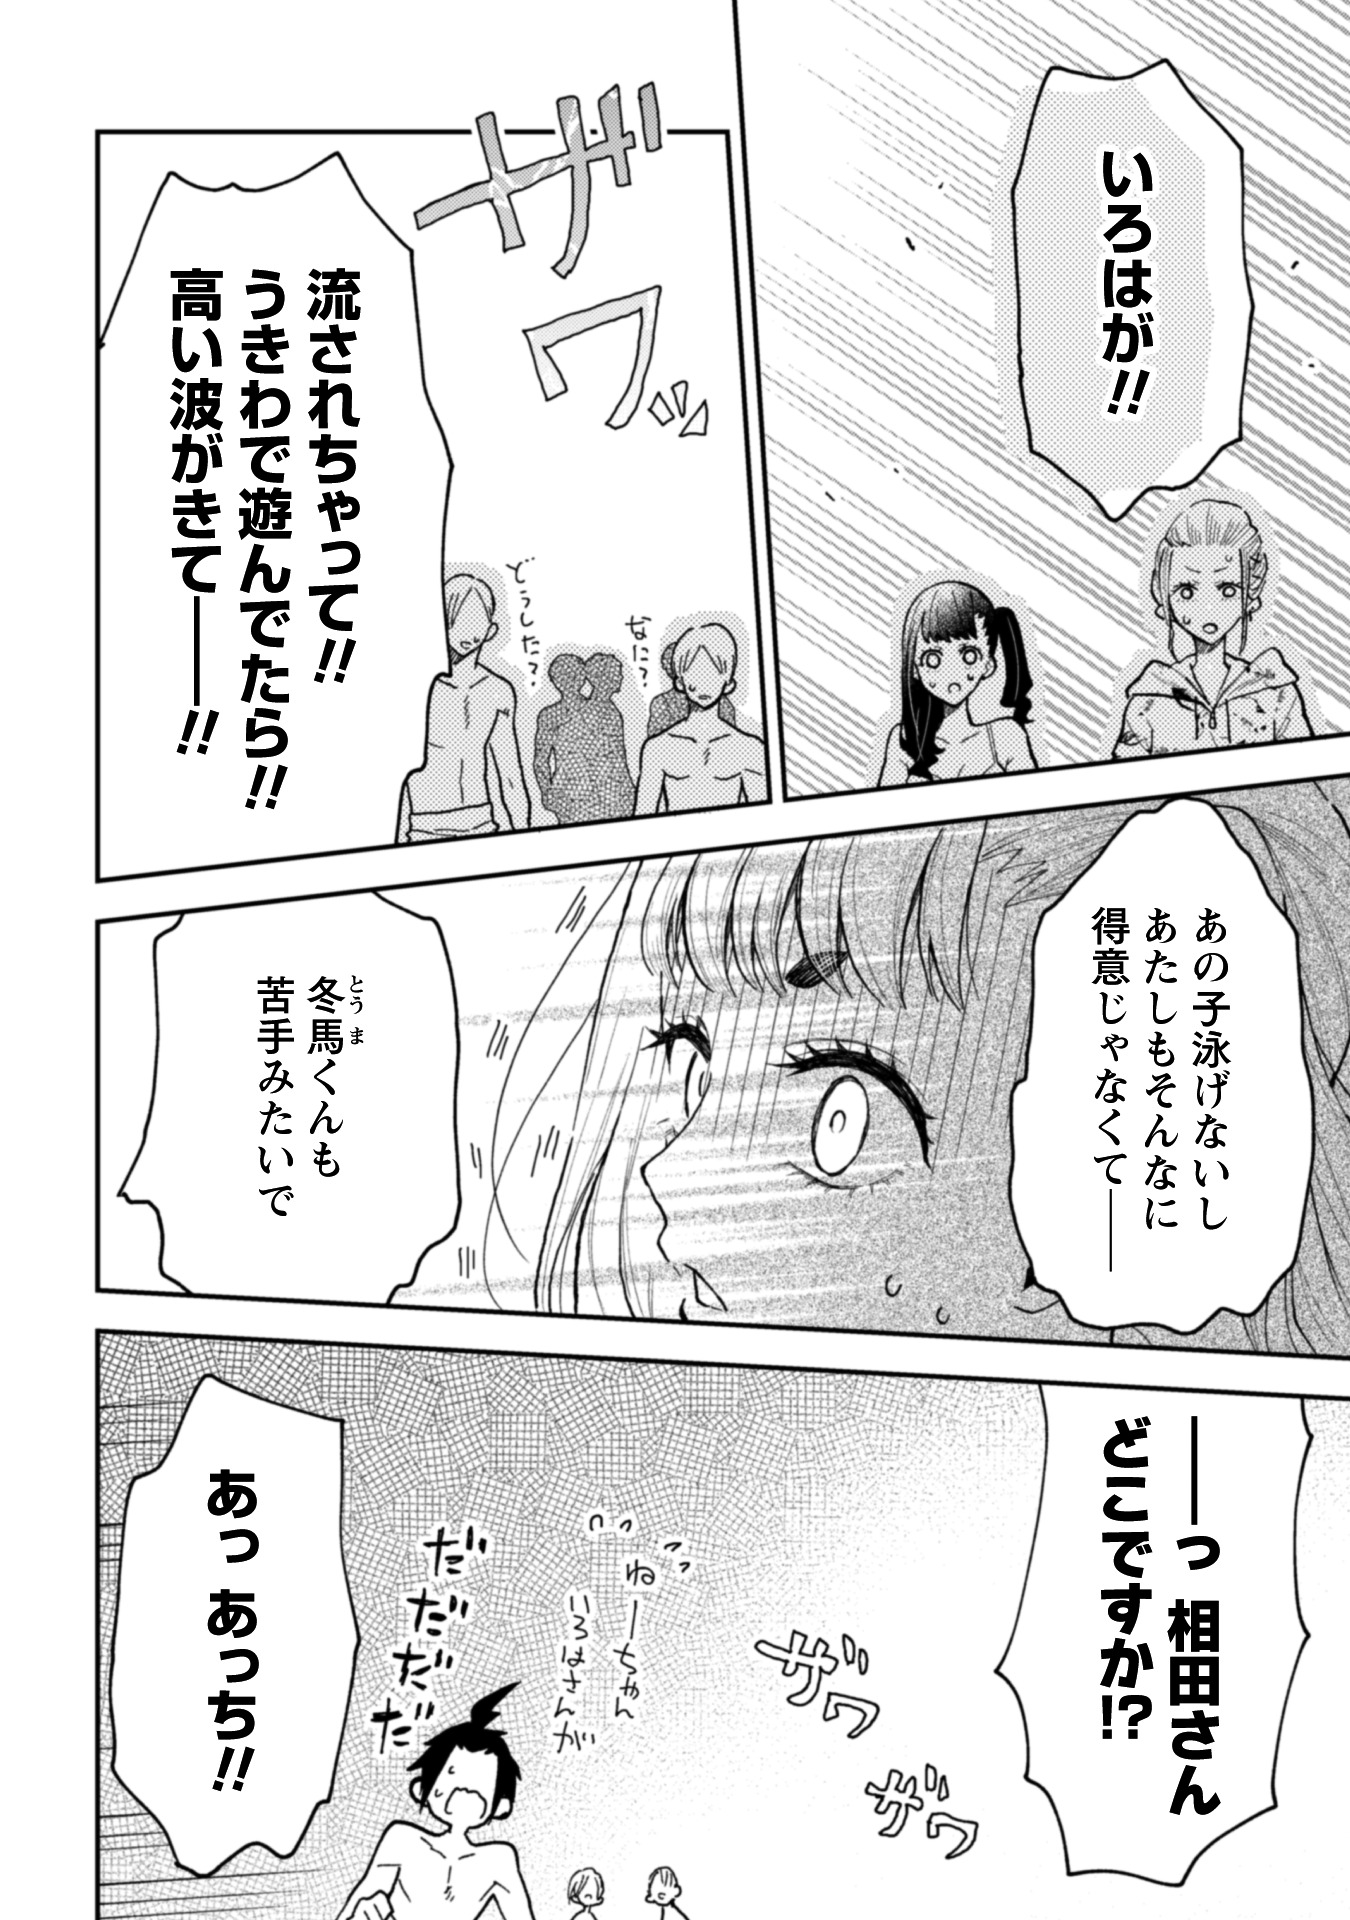 いろはが!!
ザワッ
流されちゃって!!
うきわで遊んでたら!!
高い波がきて――!!
なに?
どうした?
あの子泳げないし
あたしもそんなに
得意じゃなくて――
冬馬くんも
とうま
苦手みたいで
――っ 相田さん
どこですか!?
ザワ
ザワ
ねーちゃん
いろはさんが
だだだだ
あっ あっち!!